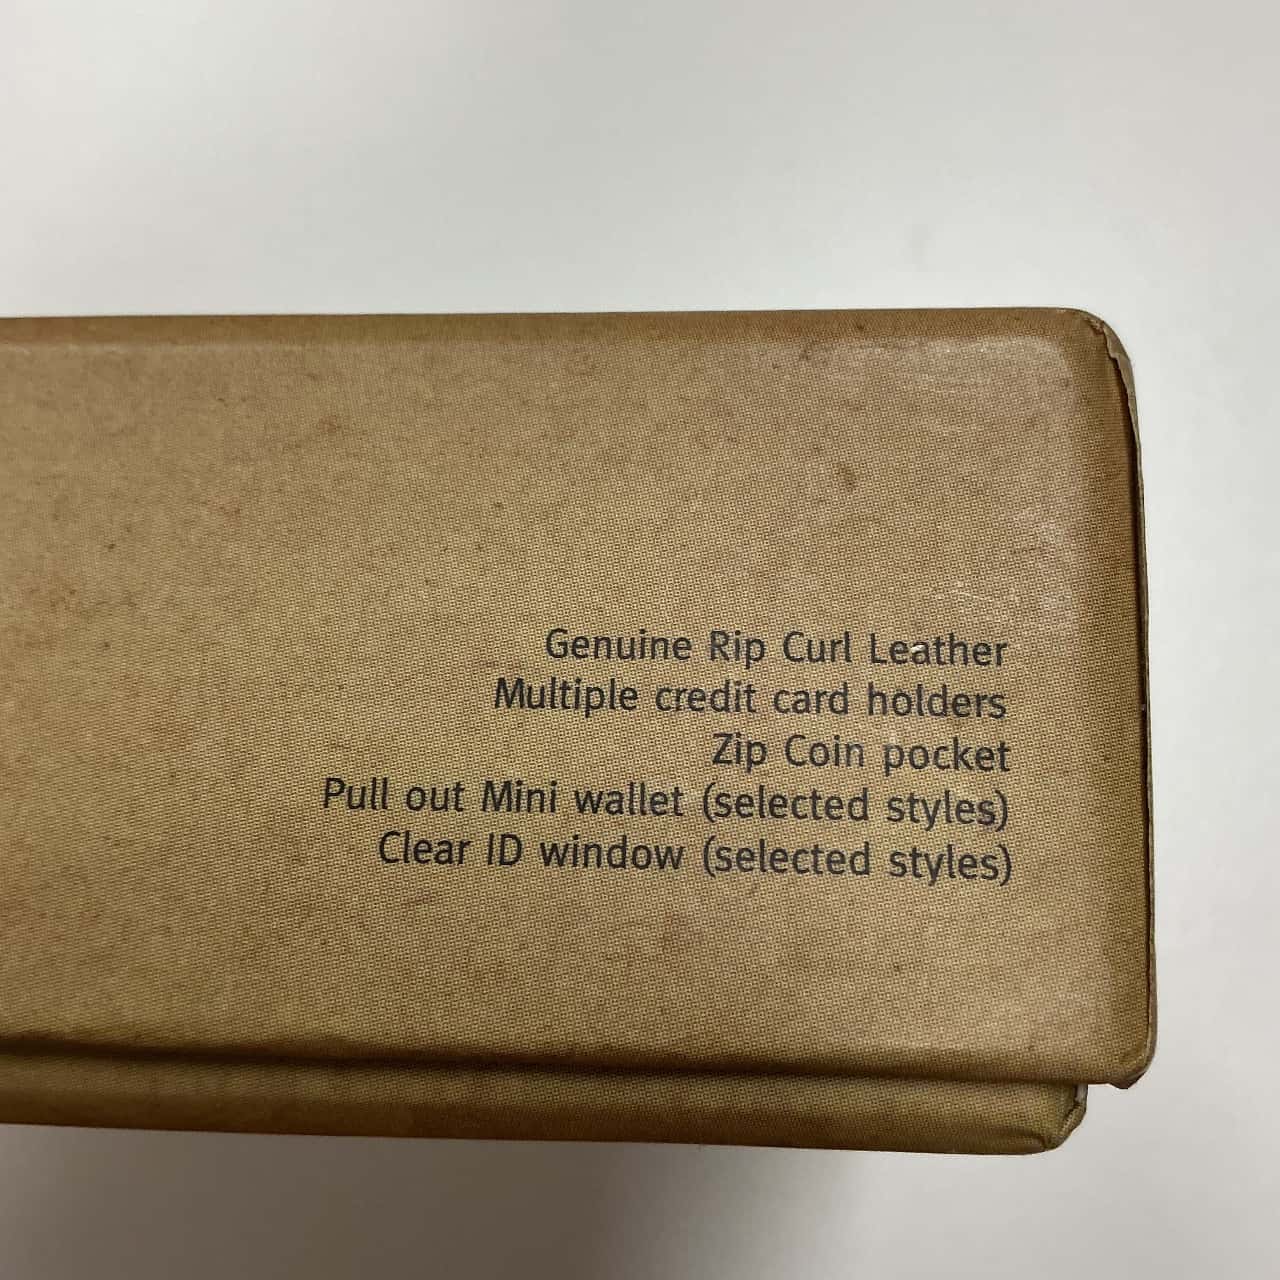 Genuine Rip Curl Leather
Multiple credit card holders
Zip Coin pocket
Pull out Mini wallet (selected styles)
Clear ID window (selected styles)